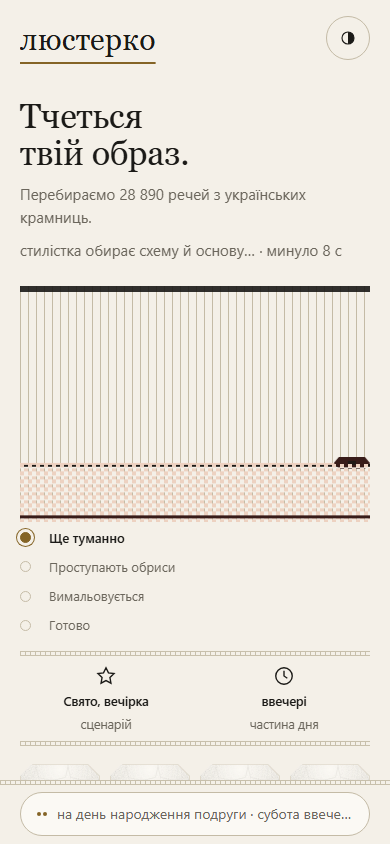 люстерко
Тчеться
твій образ.
Перебираємо 28 890 речей з українських
крамниць.
стилістка обирає схему й основу… · минуло 8 с
Ще туманно
Проступають обриси
Вимальовується
Готово
Свято, вечірка
сценарій
ввечері
частина дня
на день народження подруги · субота ввече…